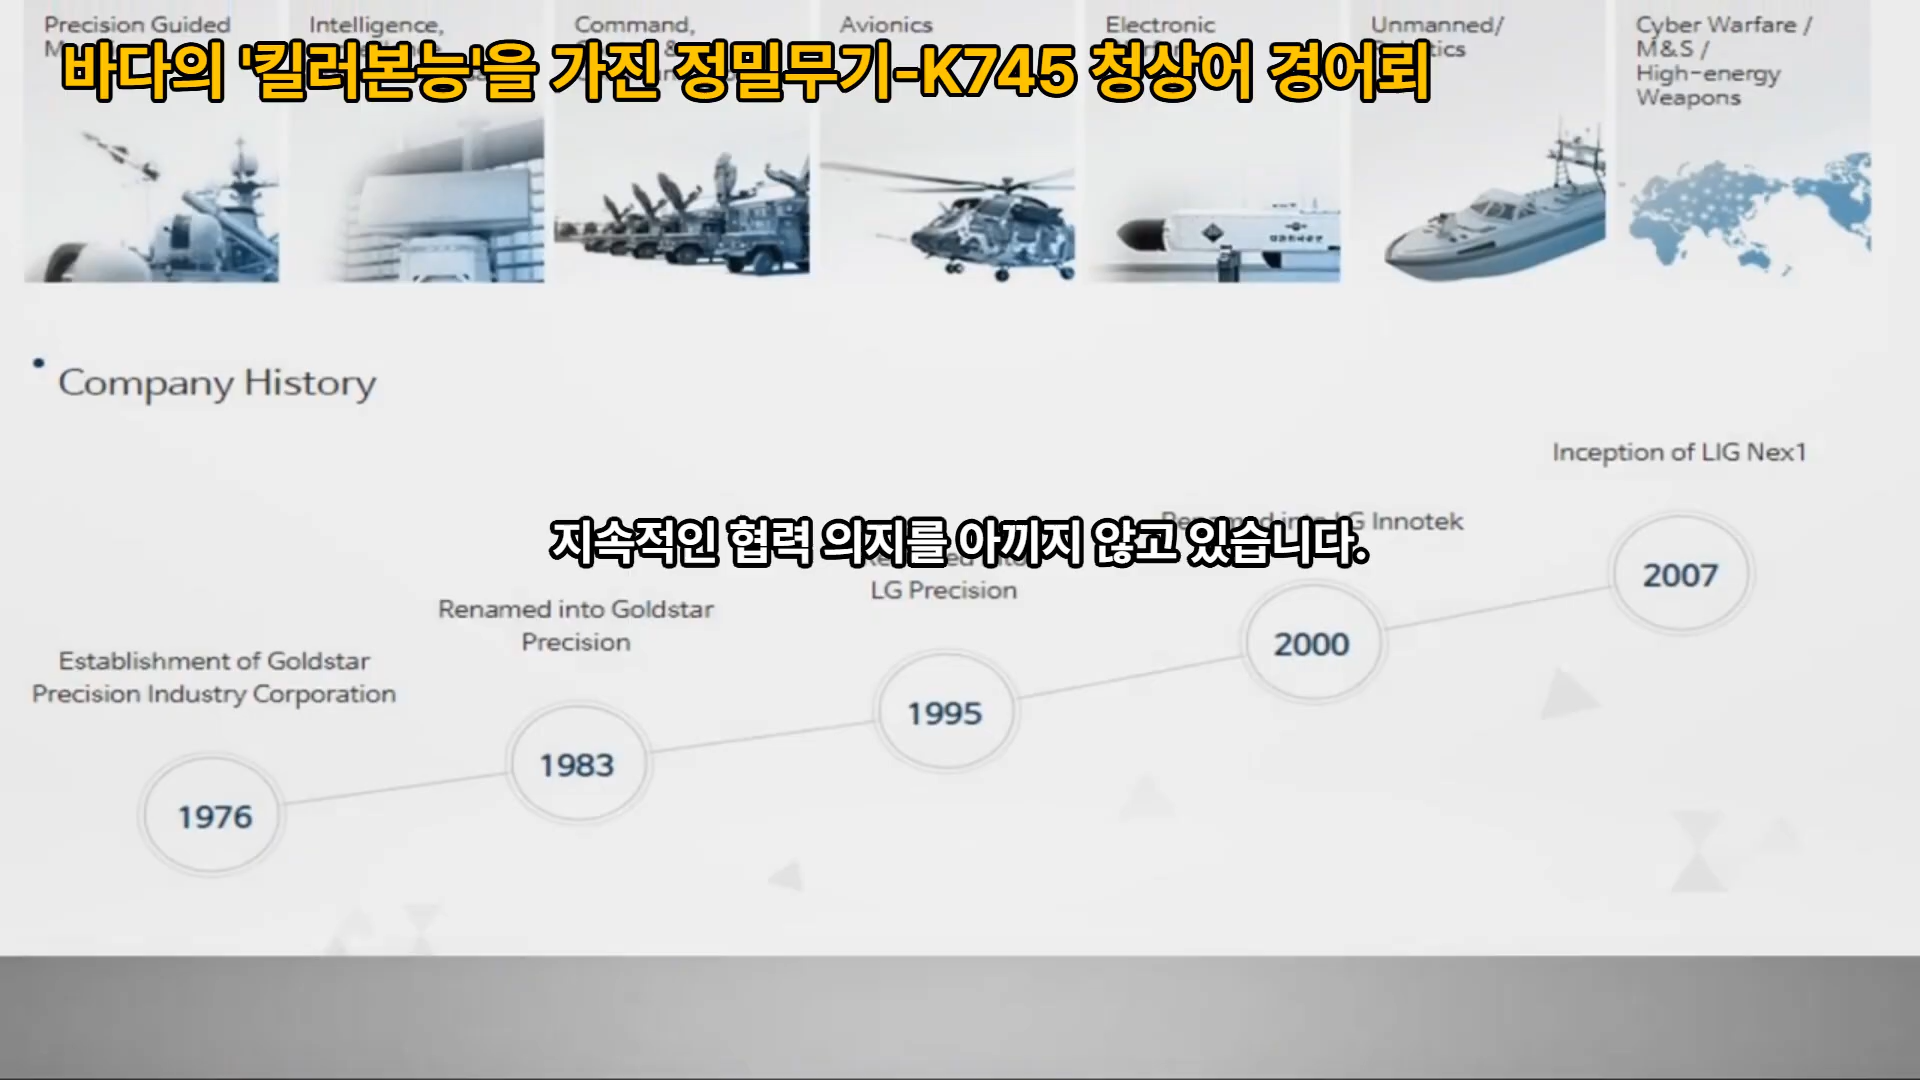 Precision Guided
Intelligence,
Command,
Avionics
Electronic
Unmanned/
Cyber Warfare /
M&S /
High-energy
Weapons
바다의 '킬러본능'을 가진 정밀무기-K745 청상어 경어뢰
Company History
Inception of LIG Nex1
Renamed into LG Innotek
지속적인 협력 의지를 아끼지 않고 있습니다.
LG Precision
Renamed into Goldstar
Precision
Establishment of Goldstar
Precision Industry Corporation
2007
2000
1995
1983
1976